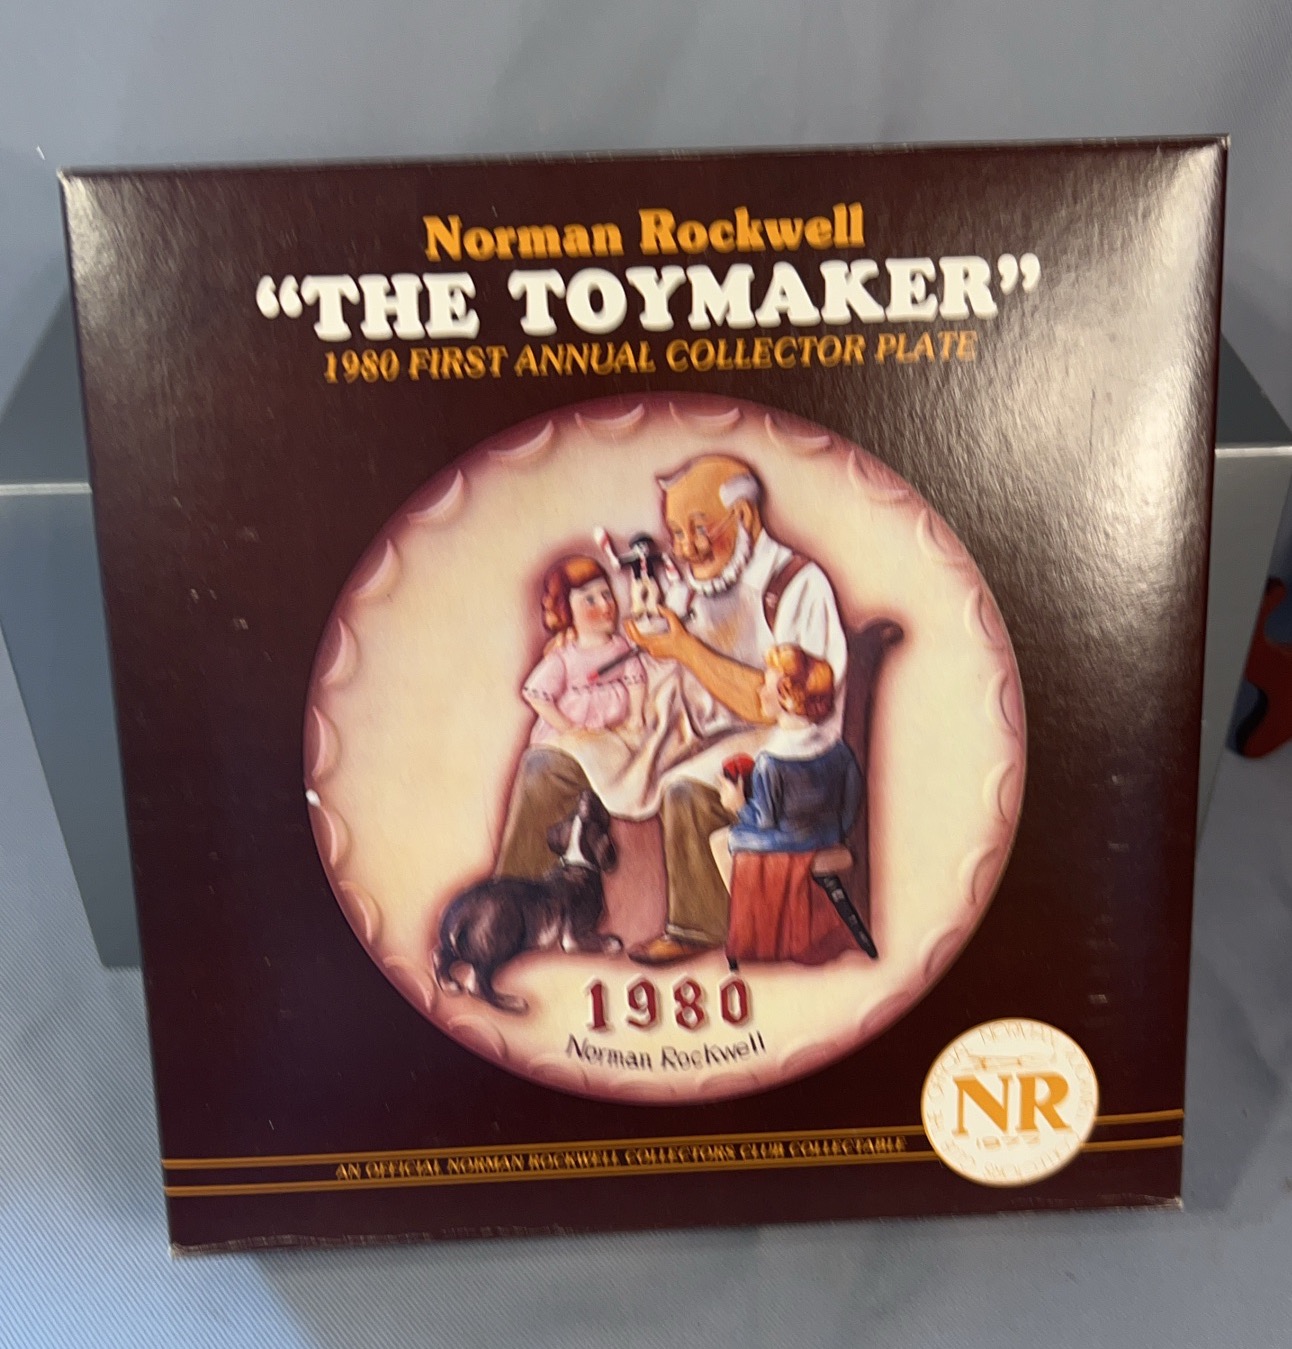 Norman Rockwell
“THE TOYMAKER”
1980 FIRST ANNUAL COLLECTOR PLATE
1980
Norman Rockwell
NR
1977
AN OFFICIAL NORMAN ROCKWELL COLLECTORS CLUB COLLECTABLE